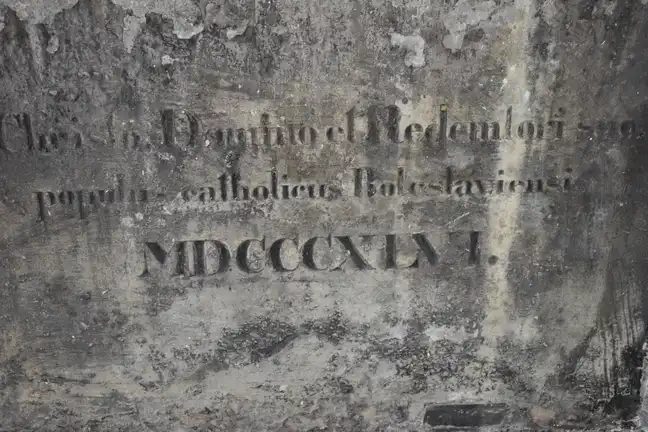 Christo Domino et Redemtori suo
populus catholicus Boleslaviensis
MDCCCXLVI.